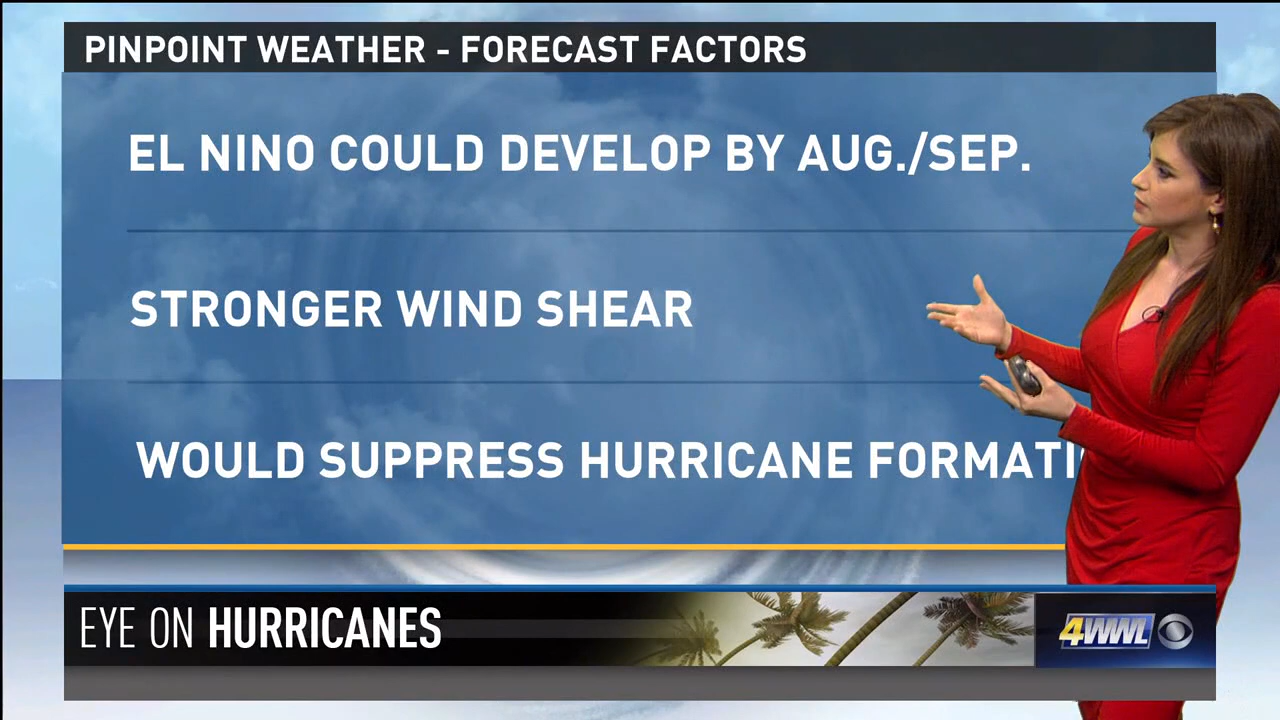 PINPOINT WEATHER - FORECAST FACTORS
EL NINO COULD DEVELOP BY AUG./SEP.
STRONGER WIND SHEAR
WOULD SUPPRESS HURRICANE
EYE ON HURRICANES
4WWL